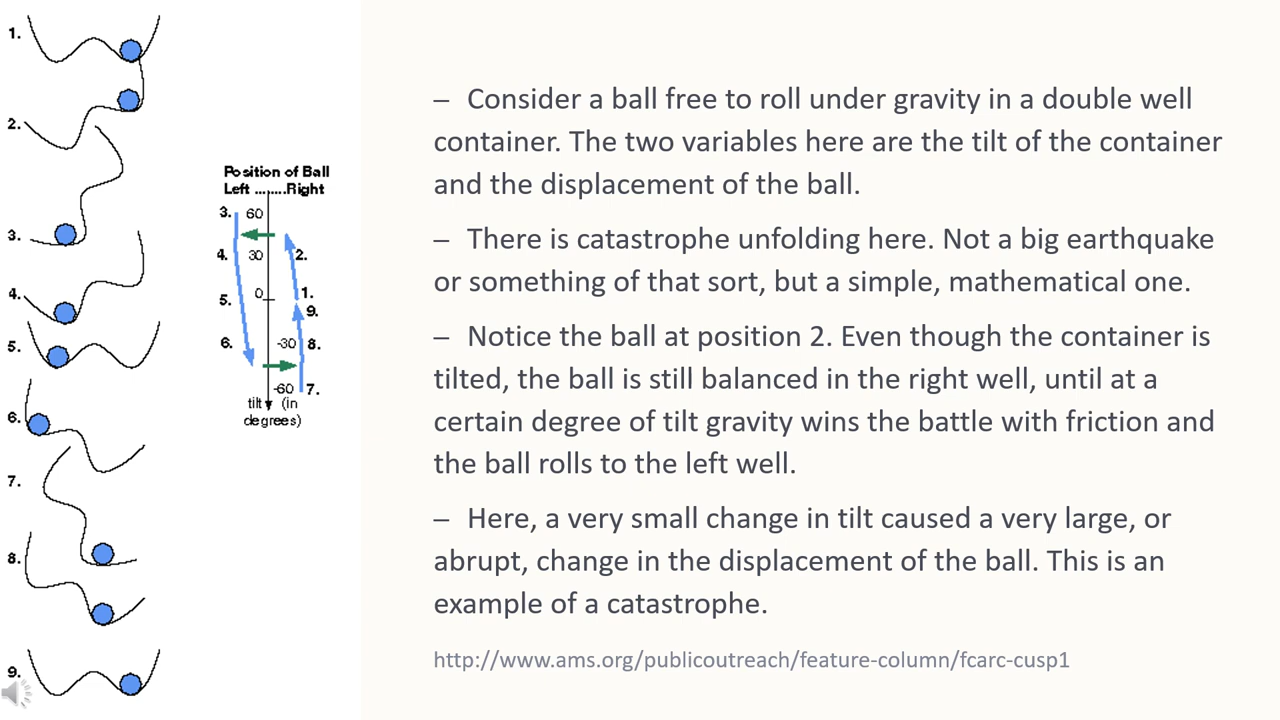 1.
2.
3.
4.
5.
6.
7.
8.
9.
Position of Ball
Left ........Right
3. 60
4. 30 2.
5. 0 1.
9.
6. -30 8.
-60 7.
tilt (in
degrees)
– Consider a ball free to roll under gravity in a double well
container. The two variables here are the tilt of the container
and the displacement of the ball.
– There is catastrophe unfolding here. Not a big earthquake
or something of that sort, but a simple, mathematical one.
– Notice the ball at position 2. Even though the container is
tilted, the ball is still balanced in the right well, until at a
certain degree of tilt gravity wins the battle with friction and
the ball rolls to the left well.
– Here, a very small change in tilt caused a very large, or
abrupt, change in the displacement of the ball. This is an
example of a catastrophe.
http://www.ams.org/publicoutreach/feature-column/fcarc-cusp1